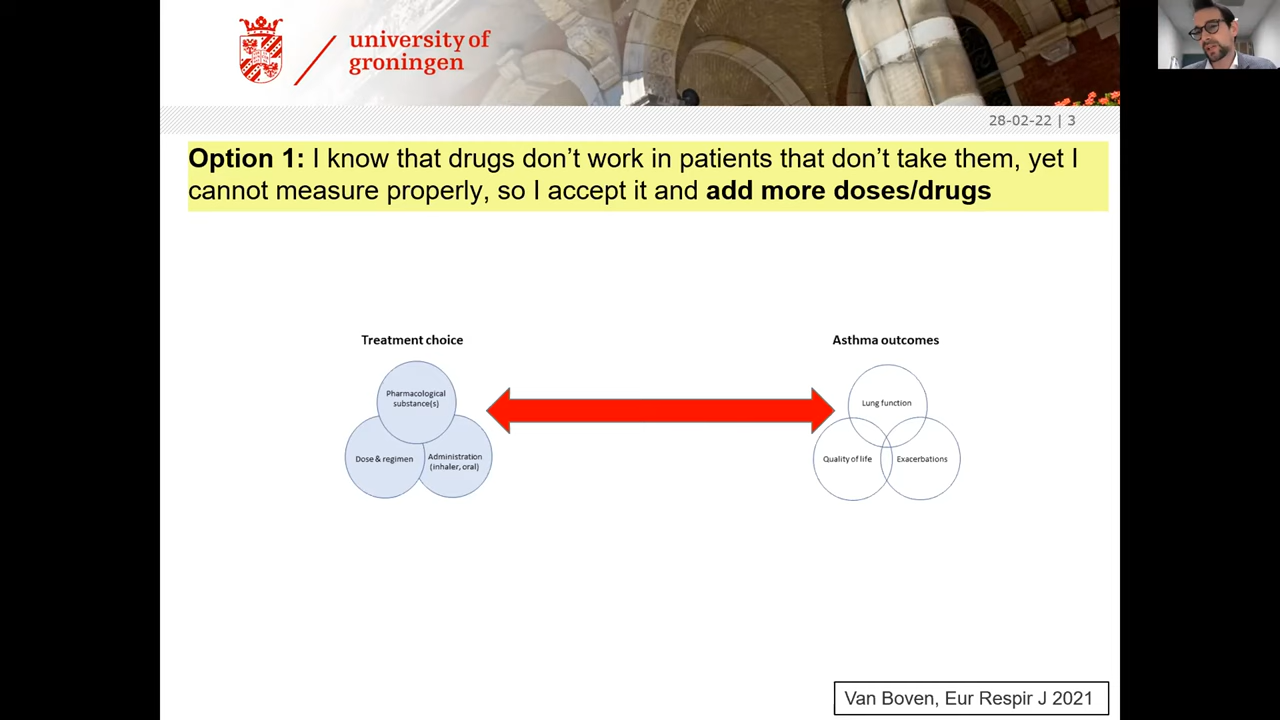 university of
groningen
28-02-22 | 3
Option 1: I know that drugs don't work in patients that don't take them, yet I
cannot measure properly, so I accept it and add more doses/drugs
Treatment choice
Pharmacological
substance(s)
Dose & regimen
Administration
(inhaler, oral)
Asthma outcomes
Lung function
Quality of life
Exacerbations
Van Boven, Eur Respir J 2021